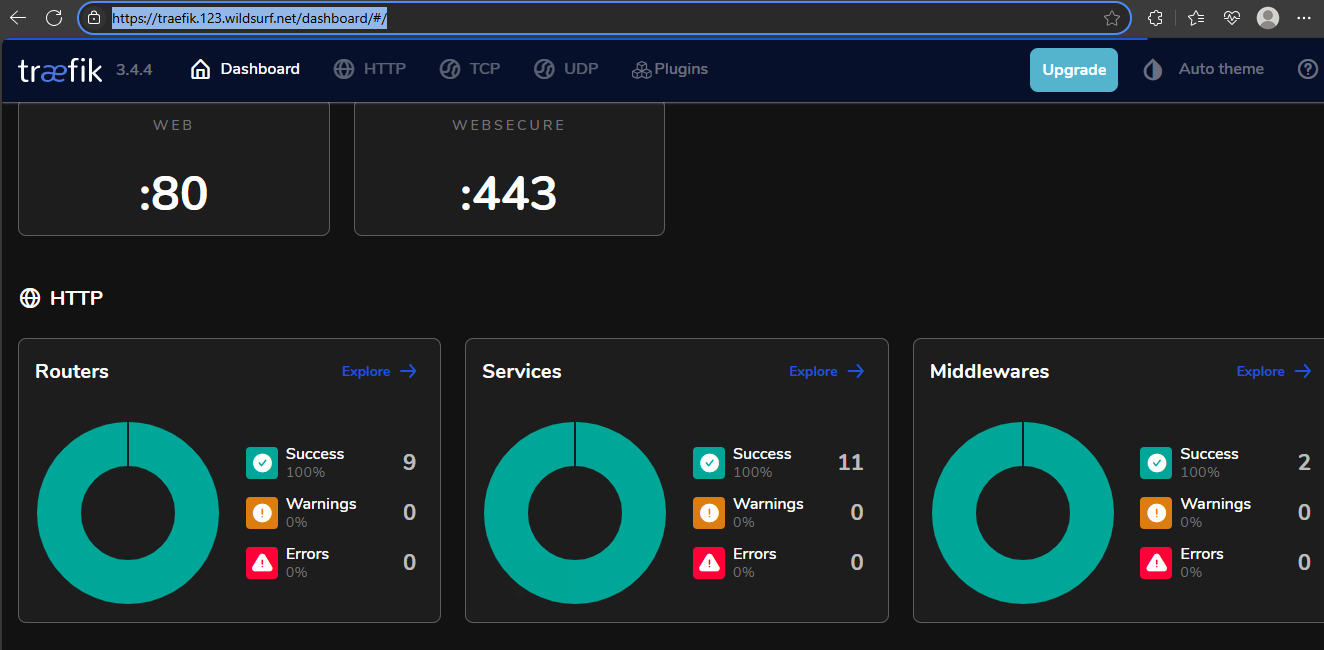 https://traefik.123.wildsurf.net/dashboard/#/
træfik 3.4.4 Dashboard HTTP TCP UDP Plugins Upgrade Auto theme
WEB WEBSECURE
:80 :443
HTTP
Routers Explore
Success 9
100%
Warnings 0
0%
Errors 0
0%
Services Explore
Success 11
100%
Warnings 0
0%
Errors 0
0%
Middlewares Explore
Success 2
100%
Warnings 0
0%
Errors 0
0%